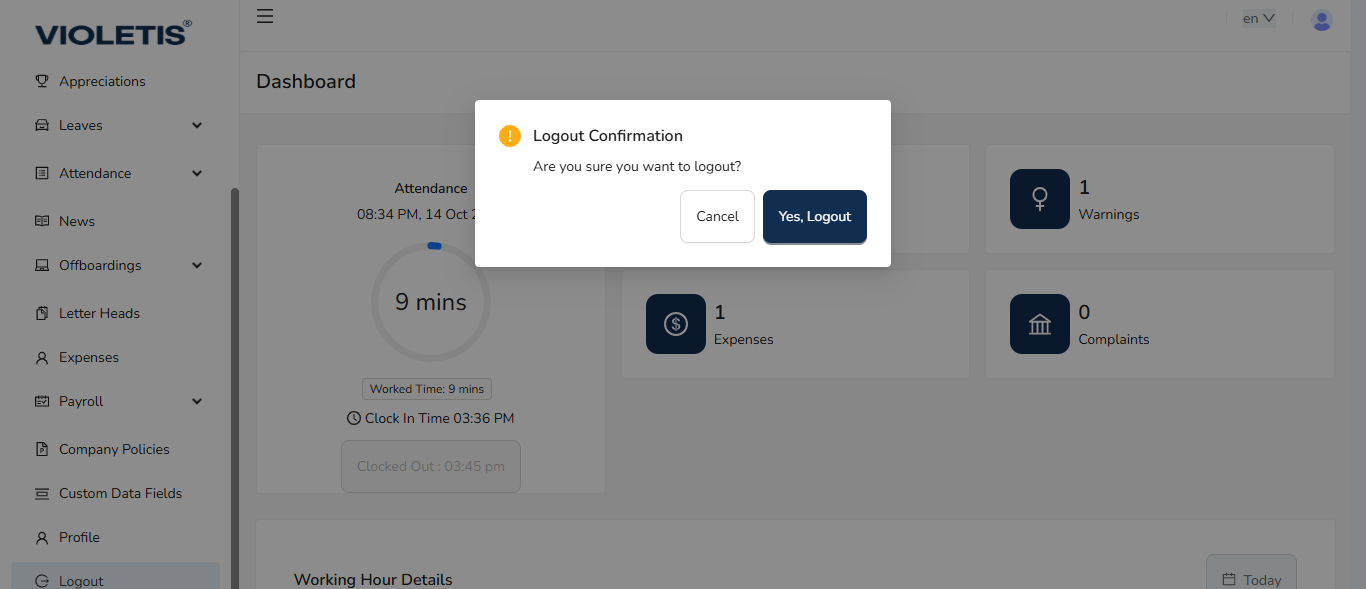 VIOLETIS®
en
Appreciations
Leaves
Attendance
News
Offboardings
Letter Heads
Expenses
Payroll
Company Policies
Custom Data Fields
Profile
Logout
Dashboard
Logout Confirmation
Are you sure you want to logout?
Cancel
Yes, Logout
Attendance
08:34 PM, 14 Oct
9 mins
Worked Time: 9 mins
Clock In Time 03:36 PM
Clocked Out : 03:45 pm
1
Warnings
1
Expenses
0
Complaints
Working Hour Details
Today